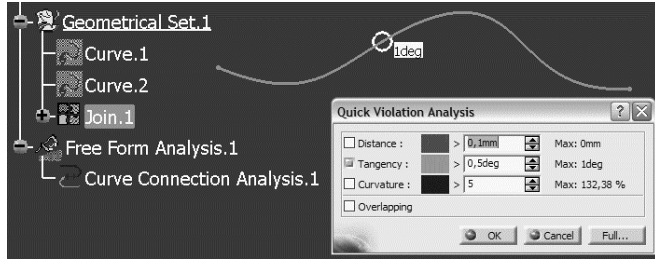 Geometrical Set.1
Curve.1
1deg
Curve.2
Join.1
Free Form Analysis.1
Curve Connection Analysis.1
Quick Violation Analysis
Distance : > 0,1mm Max: 0mm
Tangency : > 0,5deg Max: 1deg
Curvature : > 5 Max: 132,38 %
Overlapping
OK Cancel Full...